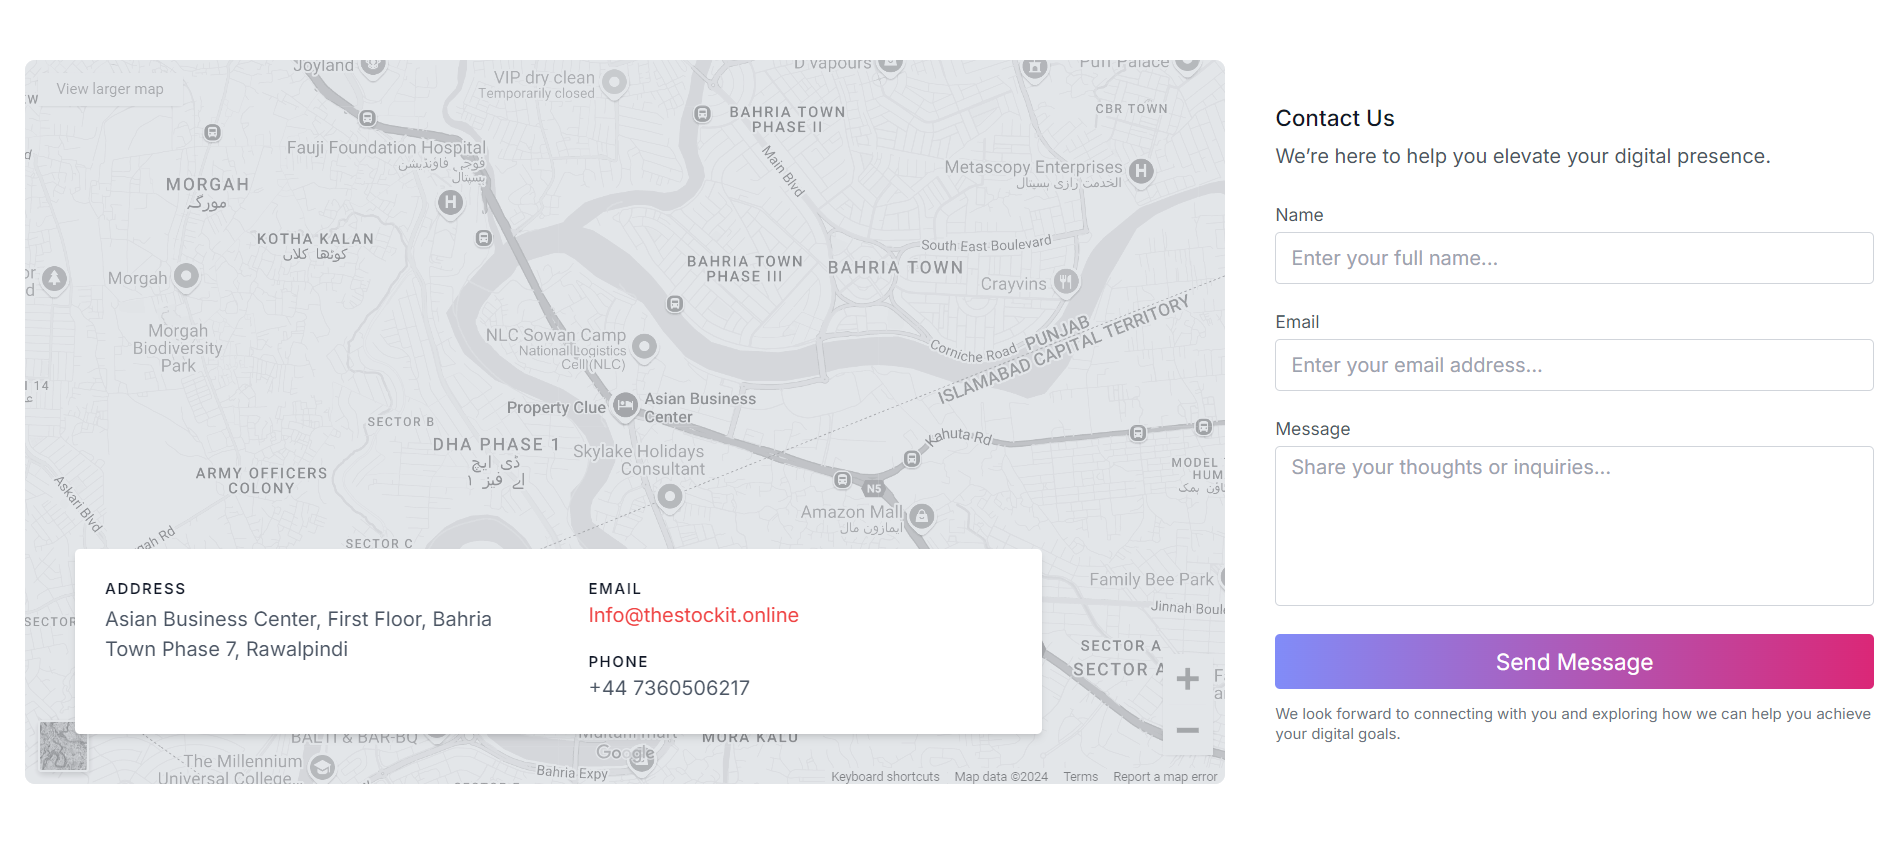 Joyland
VIP dry clean
Temporarily closed
D'vapours
Puff Palace
View larger map
BAHRIA TOWN
PHASE II
CBR TOWN
Fauji Foundation Hospital
فوجی فاؤنڈیشن
ہسپتال
Main Blvd
Metascopy Enterprises
الخدمت رازی ہسپتال
MORGAH
مورگہ
KOTHA KALAN
کوٹھا کلاں
South East Boulevard
BAHRIA TOWN
PHASE III
BAHRIA TOWN
Morgah
Crayvins
Morgah
Biodiversity
Park
NLC Sowan Camp
National Logistics
Cell (NLC)
Corniche Road
PUNJAB
ISLAMABAD CAPITAL TERRITORY
Property Clue
Asian Business
Center
SECTOR B
DHA PHASE 1
ڈی ایچ
اے فیز ١
Skylake Holidays
Consultant
Kahuta Rd
N5
ARMY OFFICERS
COLONY
Askari Blvd
Amazon Mall
ایمازون مال
MODEL
HUM
SECTOR C
Family Bee Park
Jinnah Boul
SECTOR
SECTOR A
SECTOR A
BALTI & BAR-BQ
MORA KALU
Google
The Millennium
Universal College...
Bahria Expy
Keyboard shortcuts
Map data ©2024
Terms
Report a map error
ADDRESS
Asian Business Center, First Floor, Bahria
Town Phase 7, Rawalpindi
EMAIL
Info@thestockit.online
PHONE
+44 7360506217
Contact Us
We’re here to help you elevate your digital presence.
Name
Enter your full name...
Email
Enter your email address...
Message
Share your thoughts or inquiries...
Send Message
We look forward to connecting with you and exploring how we can help you achieve
your digital goals.